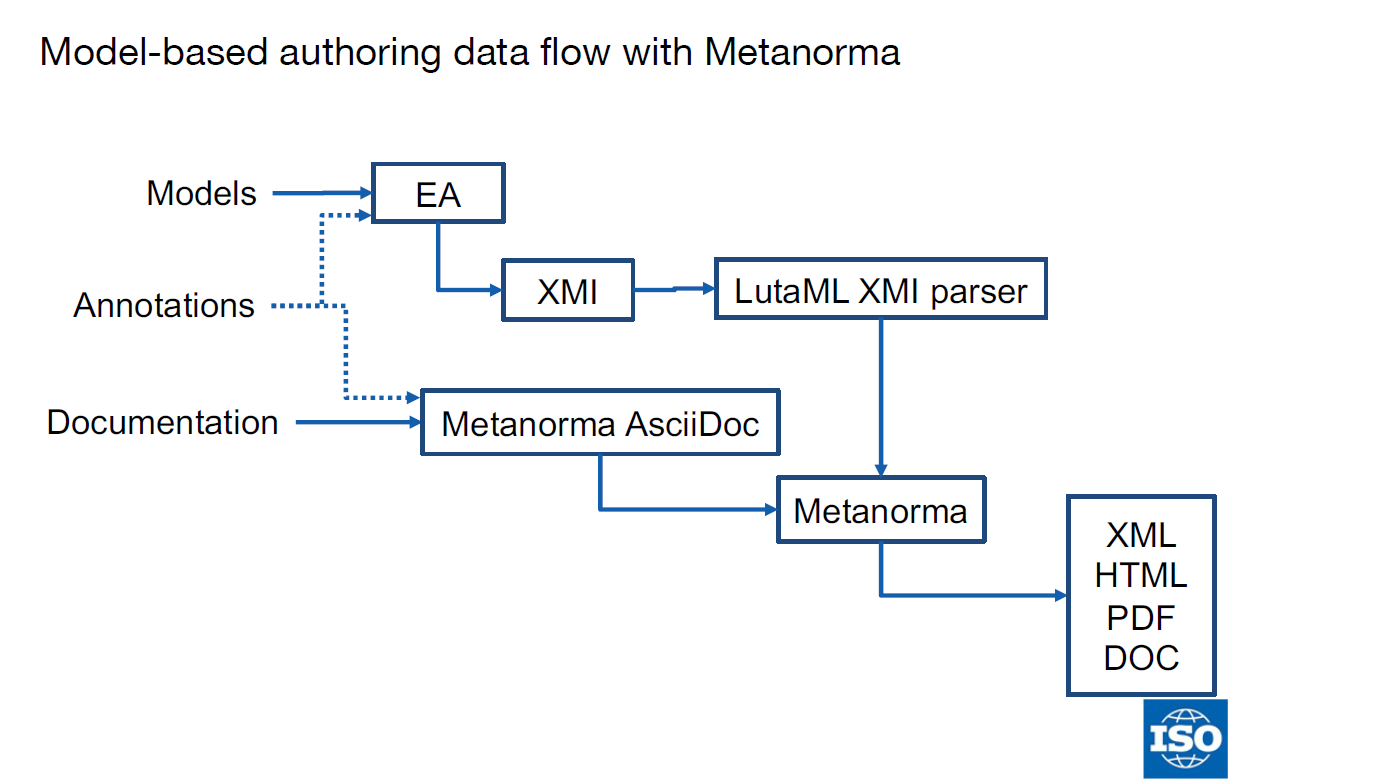 Model-based authoring data flow with Metanorma
Models
EA
XMI
LutaML XMI parser
Annotations
Documentation
Metanorma AsciiDoc
Metanorma
XML
HTML
PDF
DOC
ISO